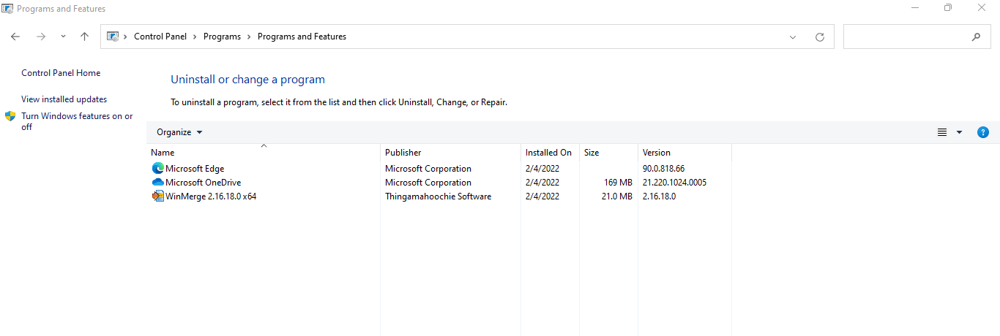 Programs and Features
Control Panel > Programs > Programs and Features
Control Panel Home
View installed updates
Turn Windows features on or
off
Uninstall or change a program
To uninstall a program, select it from the list and then click Uninstall, Change, or Repair.
Organize
?
Name Publisher Installed On Size Version
Microsoft Edge Microsoft Corporation 2/4/2022 90.0.818.66
Microsoft OneDrive Microsoft Corporation 2/4/2022 169 MB 21.220.1024.0005
WinMerge 2.16.18.0 x64 Thingamahoochie Software 2/4/2022 21.0 MB 2.16.18.0